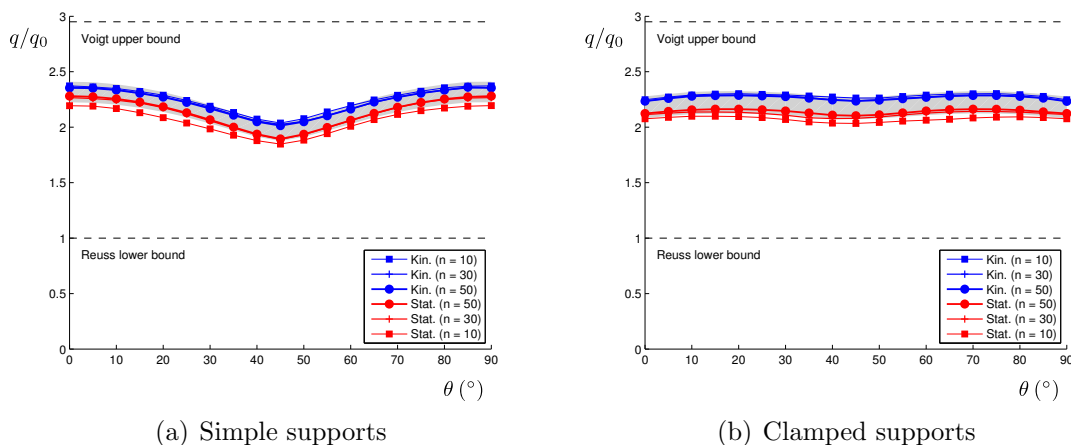 3
q/q₀
Voigt upper bound
2.5
2
1.5
1
Reuss lower bound
0.5
0
Kin. (n = 10)
Kin. (n = 30)
Kin. (n = 50)
Stat. (n = 50)
Stat. (n = 30)
Stat. (n = 10)
0 10 20 30 40 50 60 70 80 90
θ (°)
(a) Simple supports
3
q/q₀
Voigt upper bound
2.5
2
1.5
1
Reuss lower bound
0.5
0
Kin. (n = 10)
Kin. (n = 30)
Kin. (n = 50)
Stat. (n = 50)
Stat. (n = 30)
Stat. (n = 10)
0 10 20 30 40 50 60 70 80 90
θ (°)
(b) Clamped supports